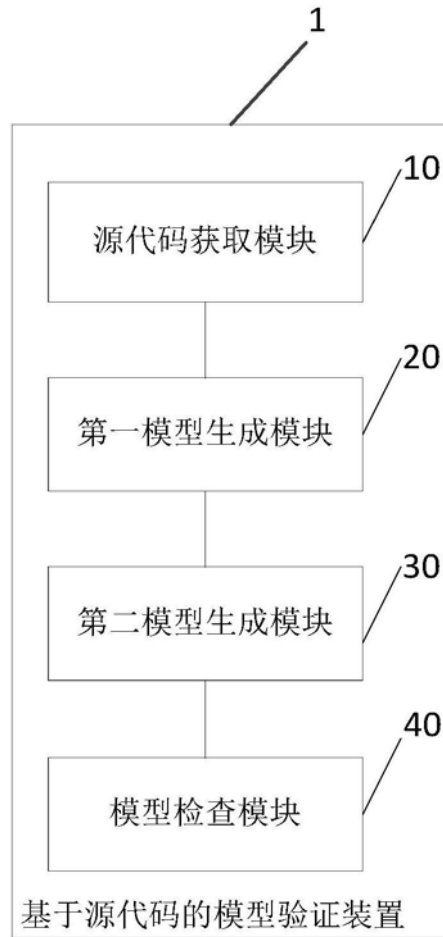 1
10
源代码获取模块
20
第一模型生成模块
30
第二模型生成模块
40
模型检查模块
基于源代码的模型验证装置